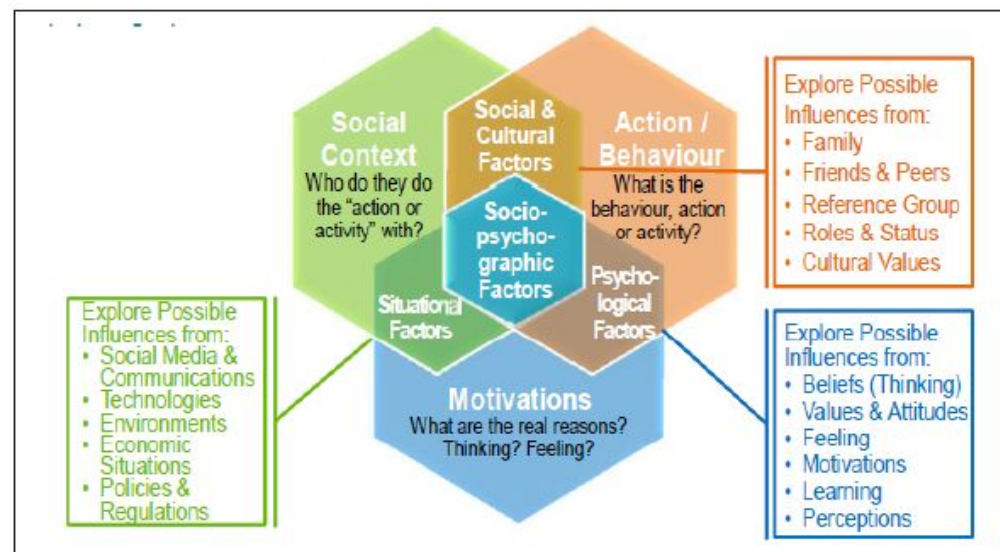 Social
Context
Who do they do
the “action or
activity” with?
Social &
Cultural
Factors
Action /
Behaviour
What is the
behaviour, action
or activity?
Socio-
psycho-
graphic
Factors
Situational
Factors
Psycho-
logical
Factors
Motivations
What are the real reasons?
Thinking? Feeling?
Explore Possible
Influences from:
• Family
• Friends & Peers
• Reference Group
• Roles & Status
• Cultural Values
Explore Possible
Influences from:
• Social Media &
Communications
• Technologies
• Environments
• Economic
Situations
• Policies &
Regulations
Explore Possible
Influences from:
• Beliefs (Thinking)
• Values & Attitudes
• Feeling
• Motivations
• Learning
• Perceptions